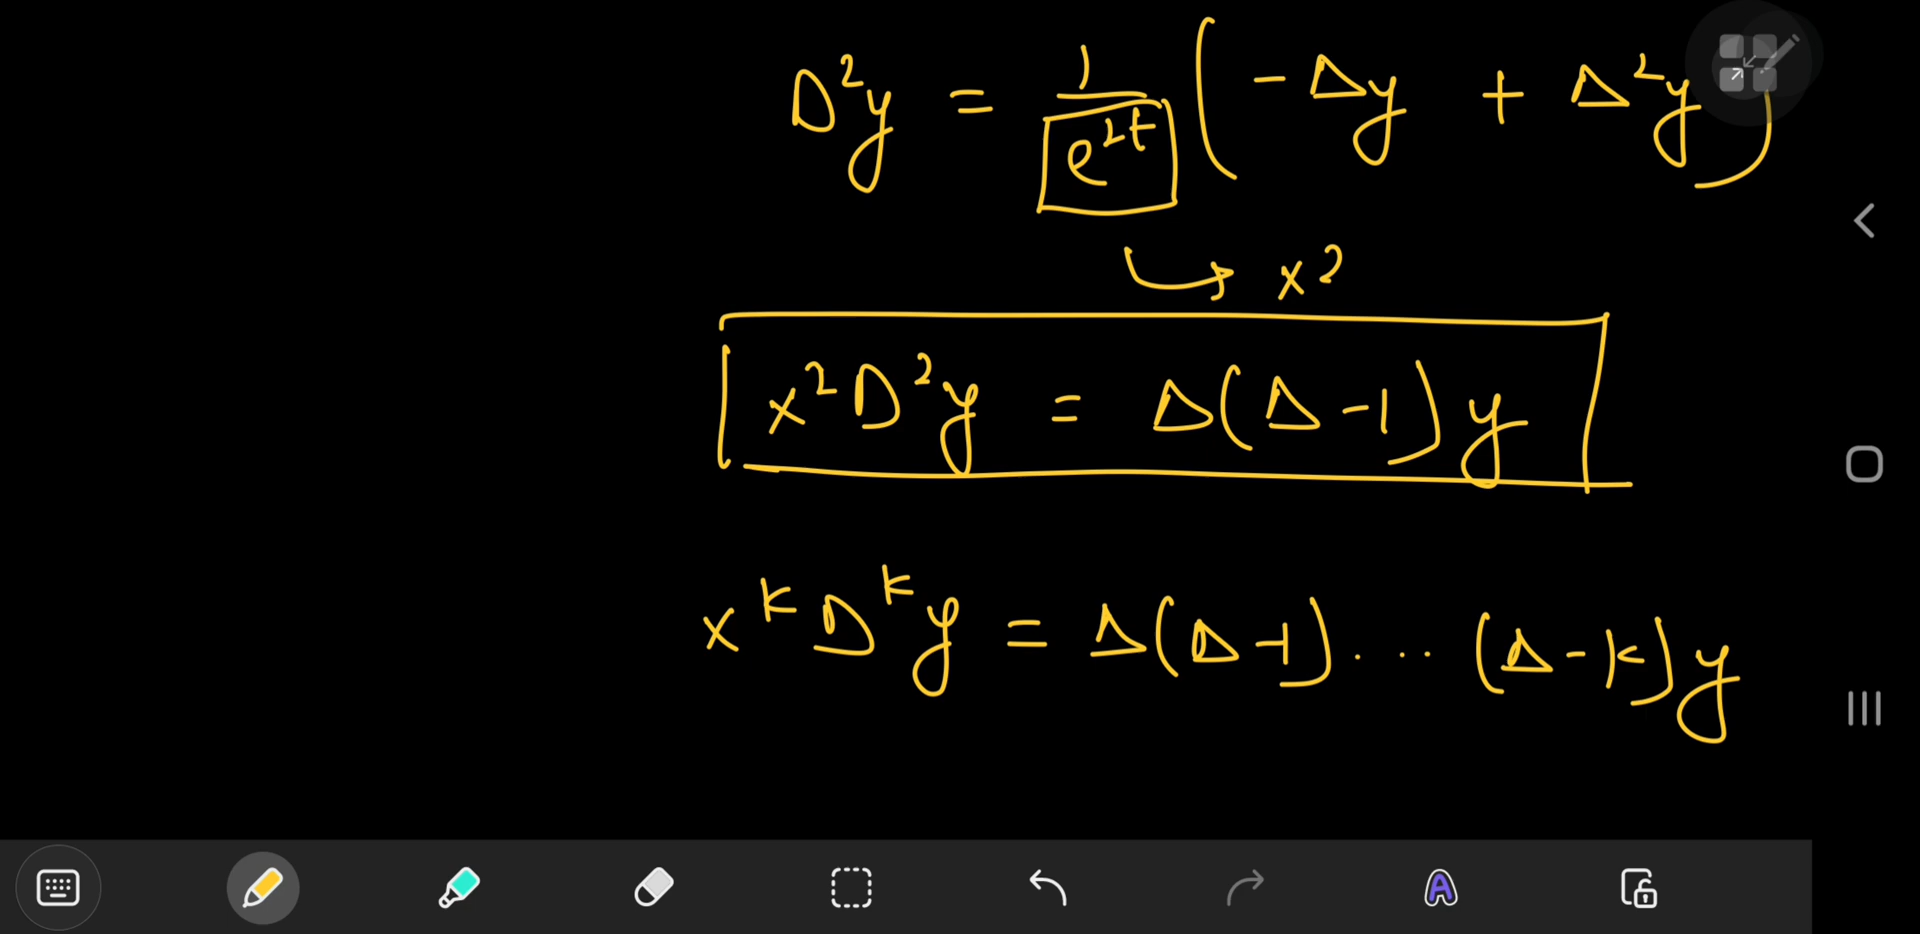 D²y = 1/e²ᵗ ( - Δy + Δ²y )
↳ x²
x²D²y = Δ(Δ-1)y
xᵏDᵏy = Δ(Δ-1)..... (Δ-k)y
A